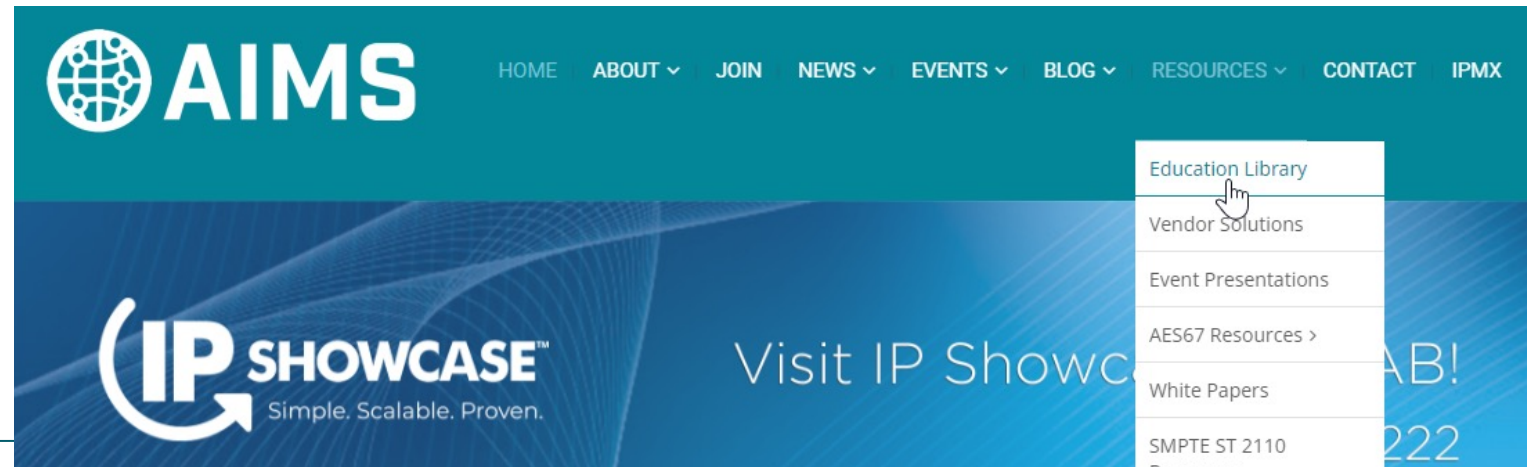 AIMS
HOME ABOUT JOIN NEWS EVENTS BLOG RESOURCES CONTACT IPMX
Education Library
Vendor Solutions
Event Presentations
AES67 Resources >
White Papers
SMPTE ST 2110
IP SHOWCASE™
Simple. Scalable. Proven.
Visit IP Showc AB!
222